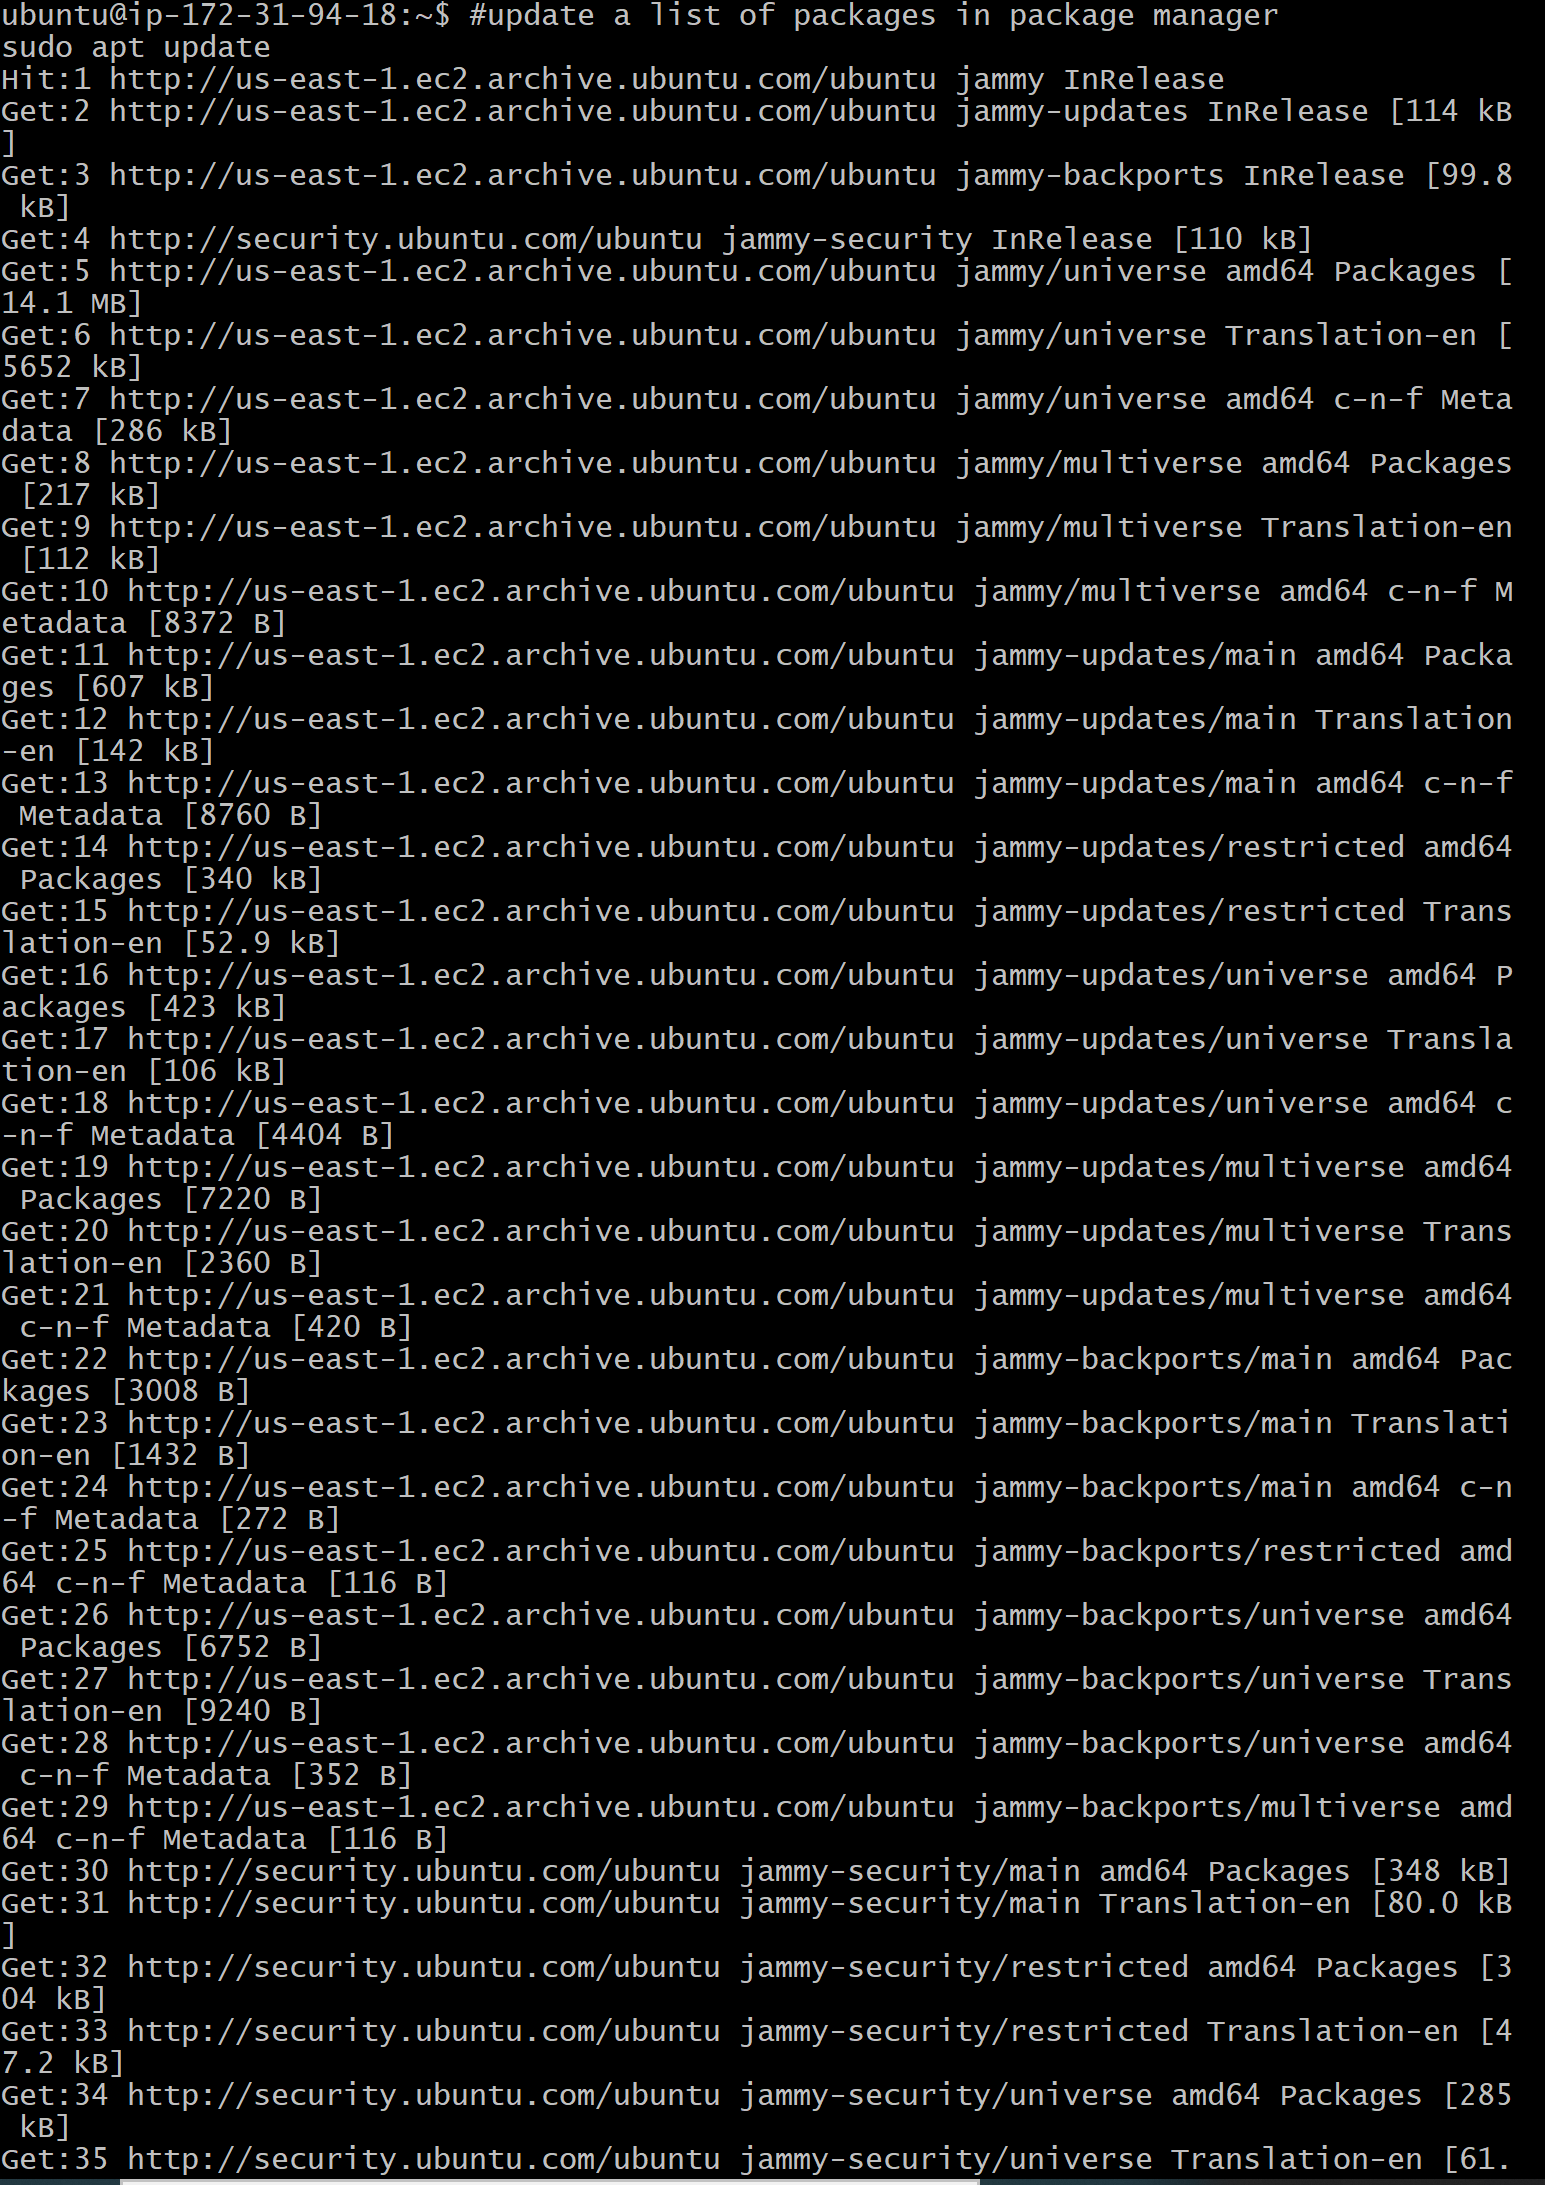 ubuntu@ip-172-31-94-18:~$ #update a list of packages in package manager
sudo apt update
Hit:1 http://us-east-1.ec2.archive.ubuntu.com/ubuntu jammy InRelease
Get:2 http://us-east-1.ec2.archive.ubuntu.com/ubuntu jammy-updates InRelease [114 kB
]
Get:3 http://us-east-1.ec2.archive.ubuntu.com/ubuntu jammy-backports InRelease [99.8
 kB]
Get:4 http://security.ubuntu.com/ubuntu jammy-security InRelease [110 kB]
Get:5 http://us-east-1.ec2.archive.ubuntu.com/ubuntu jammy/universe amd64 Packages [
14.1 MB]
Get:6 http://us-east-1.ec2.archive.ubuntu.com/ubuntu jammy/universe Translation-en [
5652 kB]
Get:7 http://us-east-1.ec2.archive.ubuntu.com/ubuntu jammy/universe amd64 c-n-f Meta
data [286 kB]
Get:8 http://us-east-1.ec2.archive.ubuntu.com/ubuntu jammy/multiverse amd64 Packages
 [217 kB]
Get:9 http://us-east-1.ec2.archive.ubuntu.com/ubuntu jammy/multiverse Translation-en
 [112 kB]
Get:10 http://us-east-1.ec2.archive.ubuntu.com/ubuntu jammy/multiverse amd64 c-n-f M
etadata [8372 B]
Get:11 http://us-east-1.ec2.archive.ubuntu.com/ubuntu jammy-updates/main amd64 Packa
ges [607 kB]
Get:12 http://us-east-1.ec2.archive.ubuntu.com/ubuntu jammy-updates/main Translation
-en [142 kB]
Get:13 http://us-east-1.ec2.archive.ubuntu.com/ubuntu jammy-updates/main amd64 c-n-f
 Metadata [8760 B]
Get:14 http://us-east-1.ec2.archive.ubuntu.com/ubuntu jammy-updates/restricted amd64
 Packages [340 kB]
Get:15 http://us-east-1.ec2.archive.ubuntu.com/ubuntu jammy-updates/restricted Trans
lation-en [52.9 kB]
Get:16 http://us-east-1.ec2.archive.ubuntu.com/ubuntu jammy-updates/universe amd64 P
ackages [423 kB]
Get:17 http://us-east-1.ec2.archive.ubuntu.com/ubuntu jammy-updates/universe Transla
tion-en [106 kB]
Get:18 http://us-east-1.ec2.archive.ubuntu.com/ubuntu jammy-updates/universe amd64 c
-n-f Metadata [4404 B]
Get:19 http://us-east-1.ec2.archive.ubuntu.com/ubuntu jammy-updates/multiverse amd64
 Packages [7220 B]
Get:20 http://us-east-1.ec2.archive.ubuntu.com/ubuntu jammy-updates/multiverse Trans
lation-en [2360 B]
Get:21 http://us-east-1.ec2.archive.ubuntu.com/ubuntu jammy-updates/multiverse amd64
 c-n-f Metadata [420 B]
Get:22 http://us-east-1.ec2.archive.ubuntu.com/ubuntu jammy-backports/main amd64 Pac
kages [3008 B]
Get:23 http://us-east-1.ec2.archive.ubuntu.com/ubuntu jammy-backports/main Translati
on-en [1432 B]
Get:24 http://us-east-1.ec2.archive.ubuntu.com/ubuntu jammy-backports/main amd64 c-n
-f Metadata [272 B]
Get:25 http://us-east-1.ec2.archive.ubuntu.com/ubuntu jammy-backports/restricted amd
64 c-n-f Metadata [116 B]
Get:26 http://us-east-1.ec2.archive.ubuntu.com/ubuntu jammy-backports/universe amd64
 Packages [6752 B]
Get:27 http://us-east-1.ec2.archive.ubuntu.com/ubuntu jammy-backports/universe Trans
lation-en [9240 B]
Get:28 http://us-east-1.ec2.archive.ubuntu.com/ubuntu jammy-backports/universe amd64
 c-n-f Metadata [352 B]
Get:29 http://us-east-1.ec2.archive.ubuntu.com/ubuntu jammy-backports/multiverse amd
64 c-n-f Metadata [116 B]
Get:30 http://security.ubuntu.com/ubuntu jammy-security/main amd64 Packages [348 kB]
Get:31 http://security.ubuntu.com/ubuntu jammy-security/main Translation-en [80.0 kB
]
Get:32 http://security.ubuntu.com/ubuntu jammy-security/restricted amd64 Packages [3
04 kB]
Get:33 http://security.ubuntu.com/ubuntu jammy-security/restricted Translation-en [4
7.2 kB]
Get:34 http://security.ubuntu.com/ubuntu jammy-security/universe amd64 Packages [285
 kB]
Get:35 http://security.ubuntu.com/ubuntu jammy-security/universe Translation-en [61.